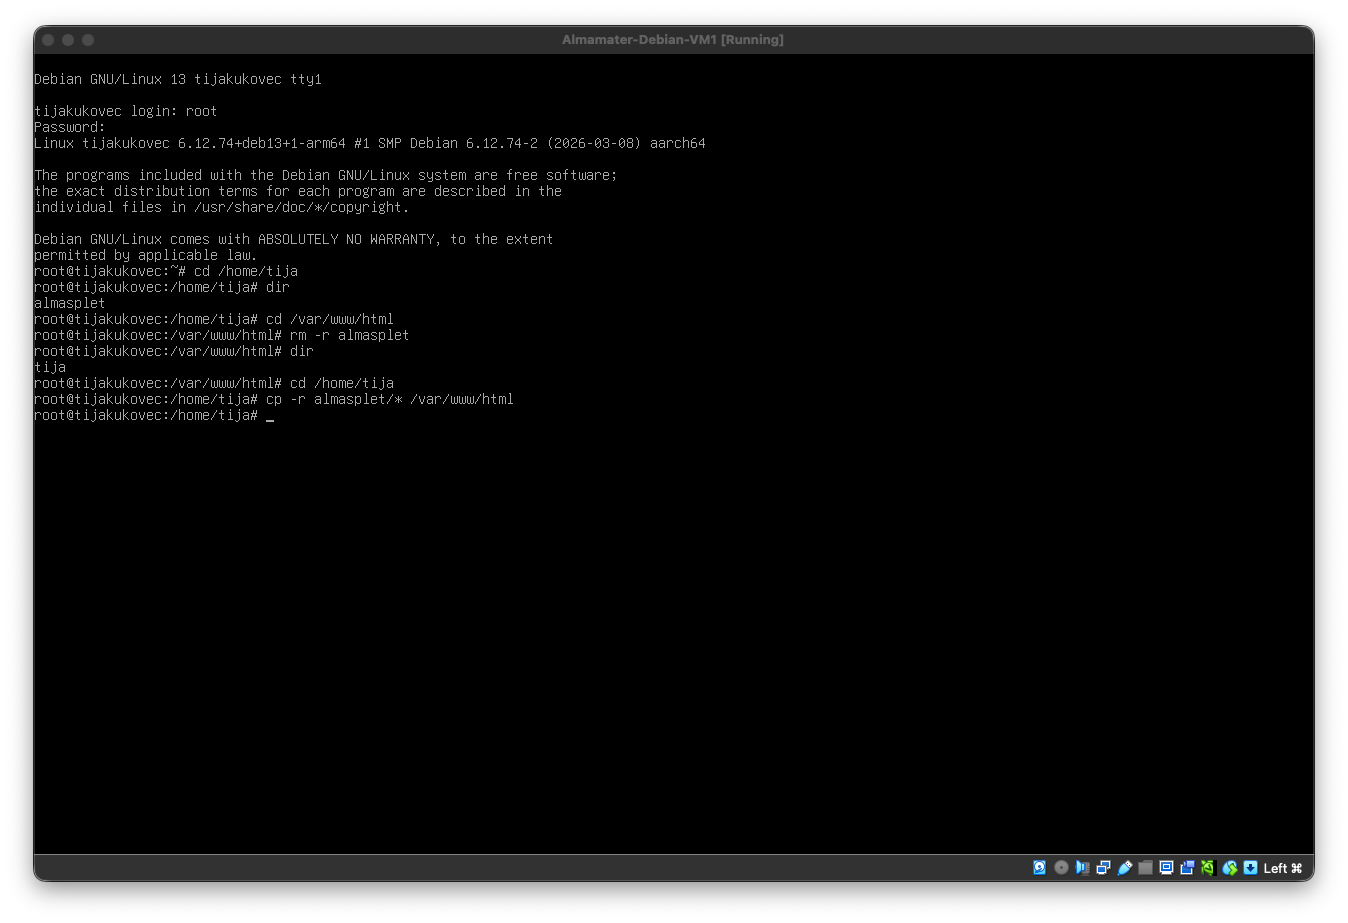 Almamater-Debian-VM1 [Running]
Debian GNU/Linux 13 tijakukovec tty1
tijakukovec login: root
Password:
Linux tijakukovec 6.12.74+deb13+1-arm64 #1 SMP Debian 6.12.74-2 (2026-03-08) aarch64
The programs included with the Debian GNU/Linux system are free software;
the exact distribution terms for each program are described in the
individual files in /usr/share/doc/*/copyright.
Debian GNU/Linux comes with ABSOLUTELY NO WARRANTY, to the extent
permitted by applicable law.
root@tijakukovec:~# cd /home/tija
root@tijakukovec:/home/tija# dir
almasplet
root@tijakukovec:/home/tija# cd /var/www/html
root@tijakukovec:/var/www/html# rm -r almasplet
root@tijakukovec:/var/www/html# dir
tija
root@tijakukovec:/var/www/html# cd /home/tija
root@tijakukovec:/home/tija# cp -r almasplet/* /var/www/html
root@tijakukovec:/home/tija# _
Left ⌘